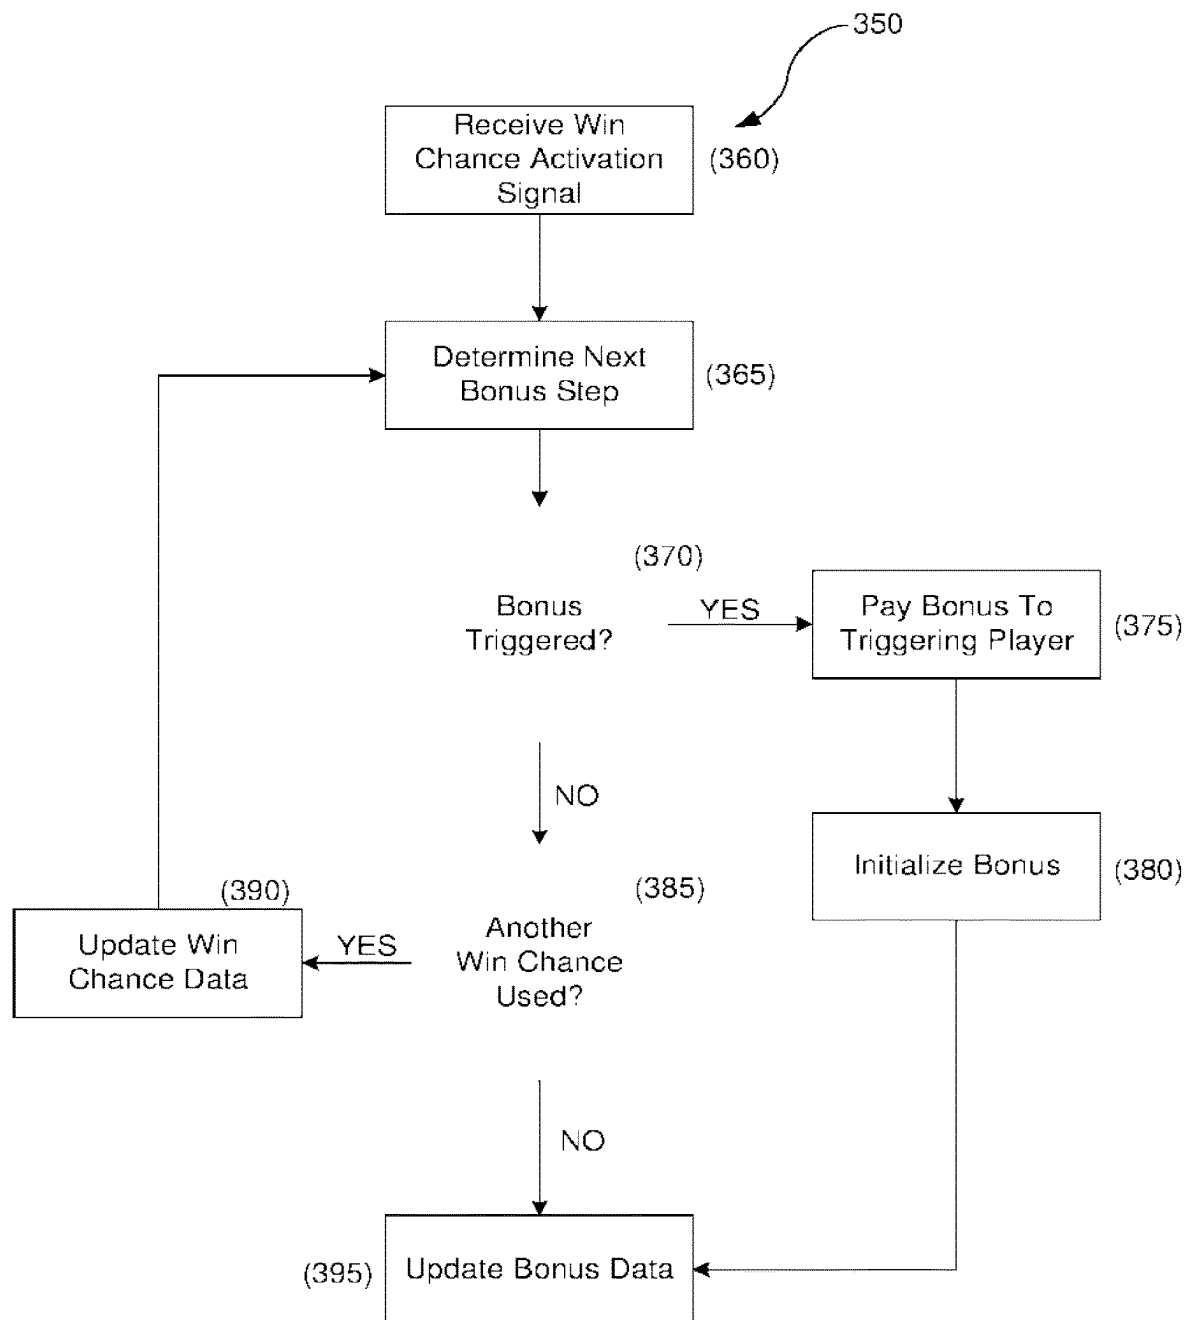 350
Receive Win
Chance Activation
Signal
(360)
Determine Next
Bonus Step
(365)
(370)
Bonus
Triggered?
YES
Pay Bonus To
Triggering Player
(375)
NO
Initialize Bonus
(380)
(385)
(390)
Another
Win Chance
Used?
YES
Update Win
Chance Data
NO
(395)
Update Bonus Data